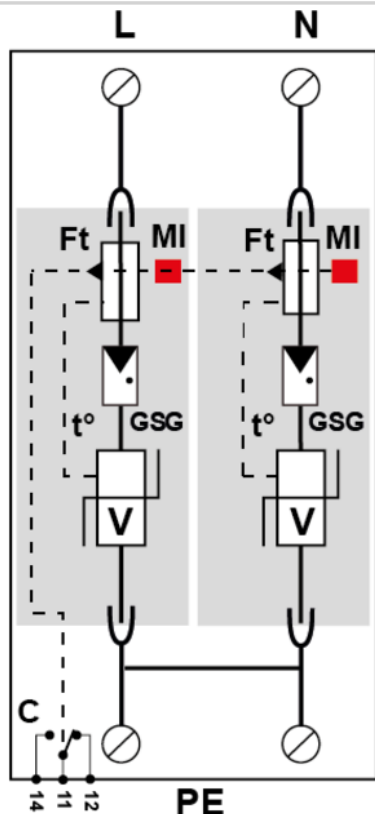 L N
Ft MI Ft MI
t° GSG t° GSG
V V
C
14 11 12 PE